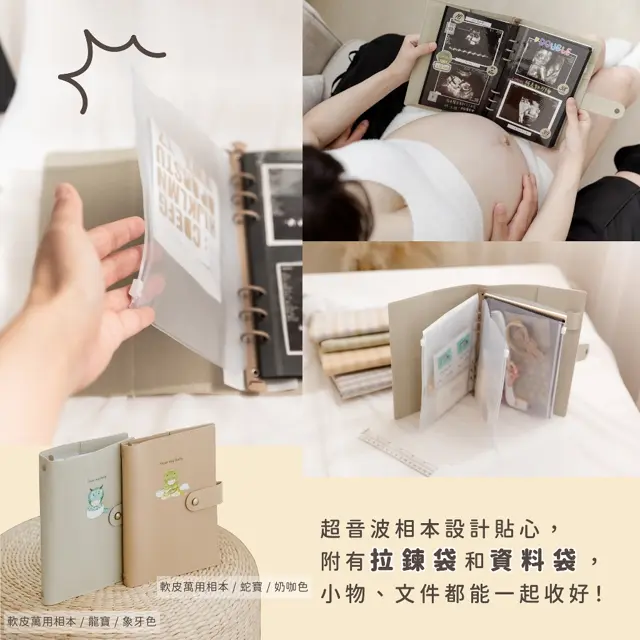 DOUBLE
超音波相本設計貼心，
附有拉鍊袋和資料袋，
小物、文件都能一起收好!
軟皮萬用相本 / 蛇寶 / 奶咖色
軟皮萬用相本 / 龍寶 / 象牙色